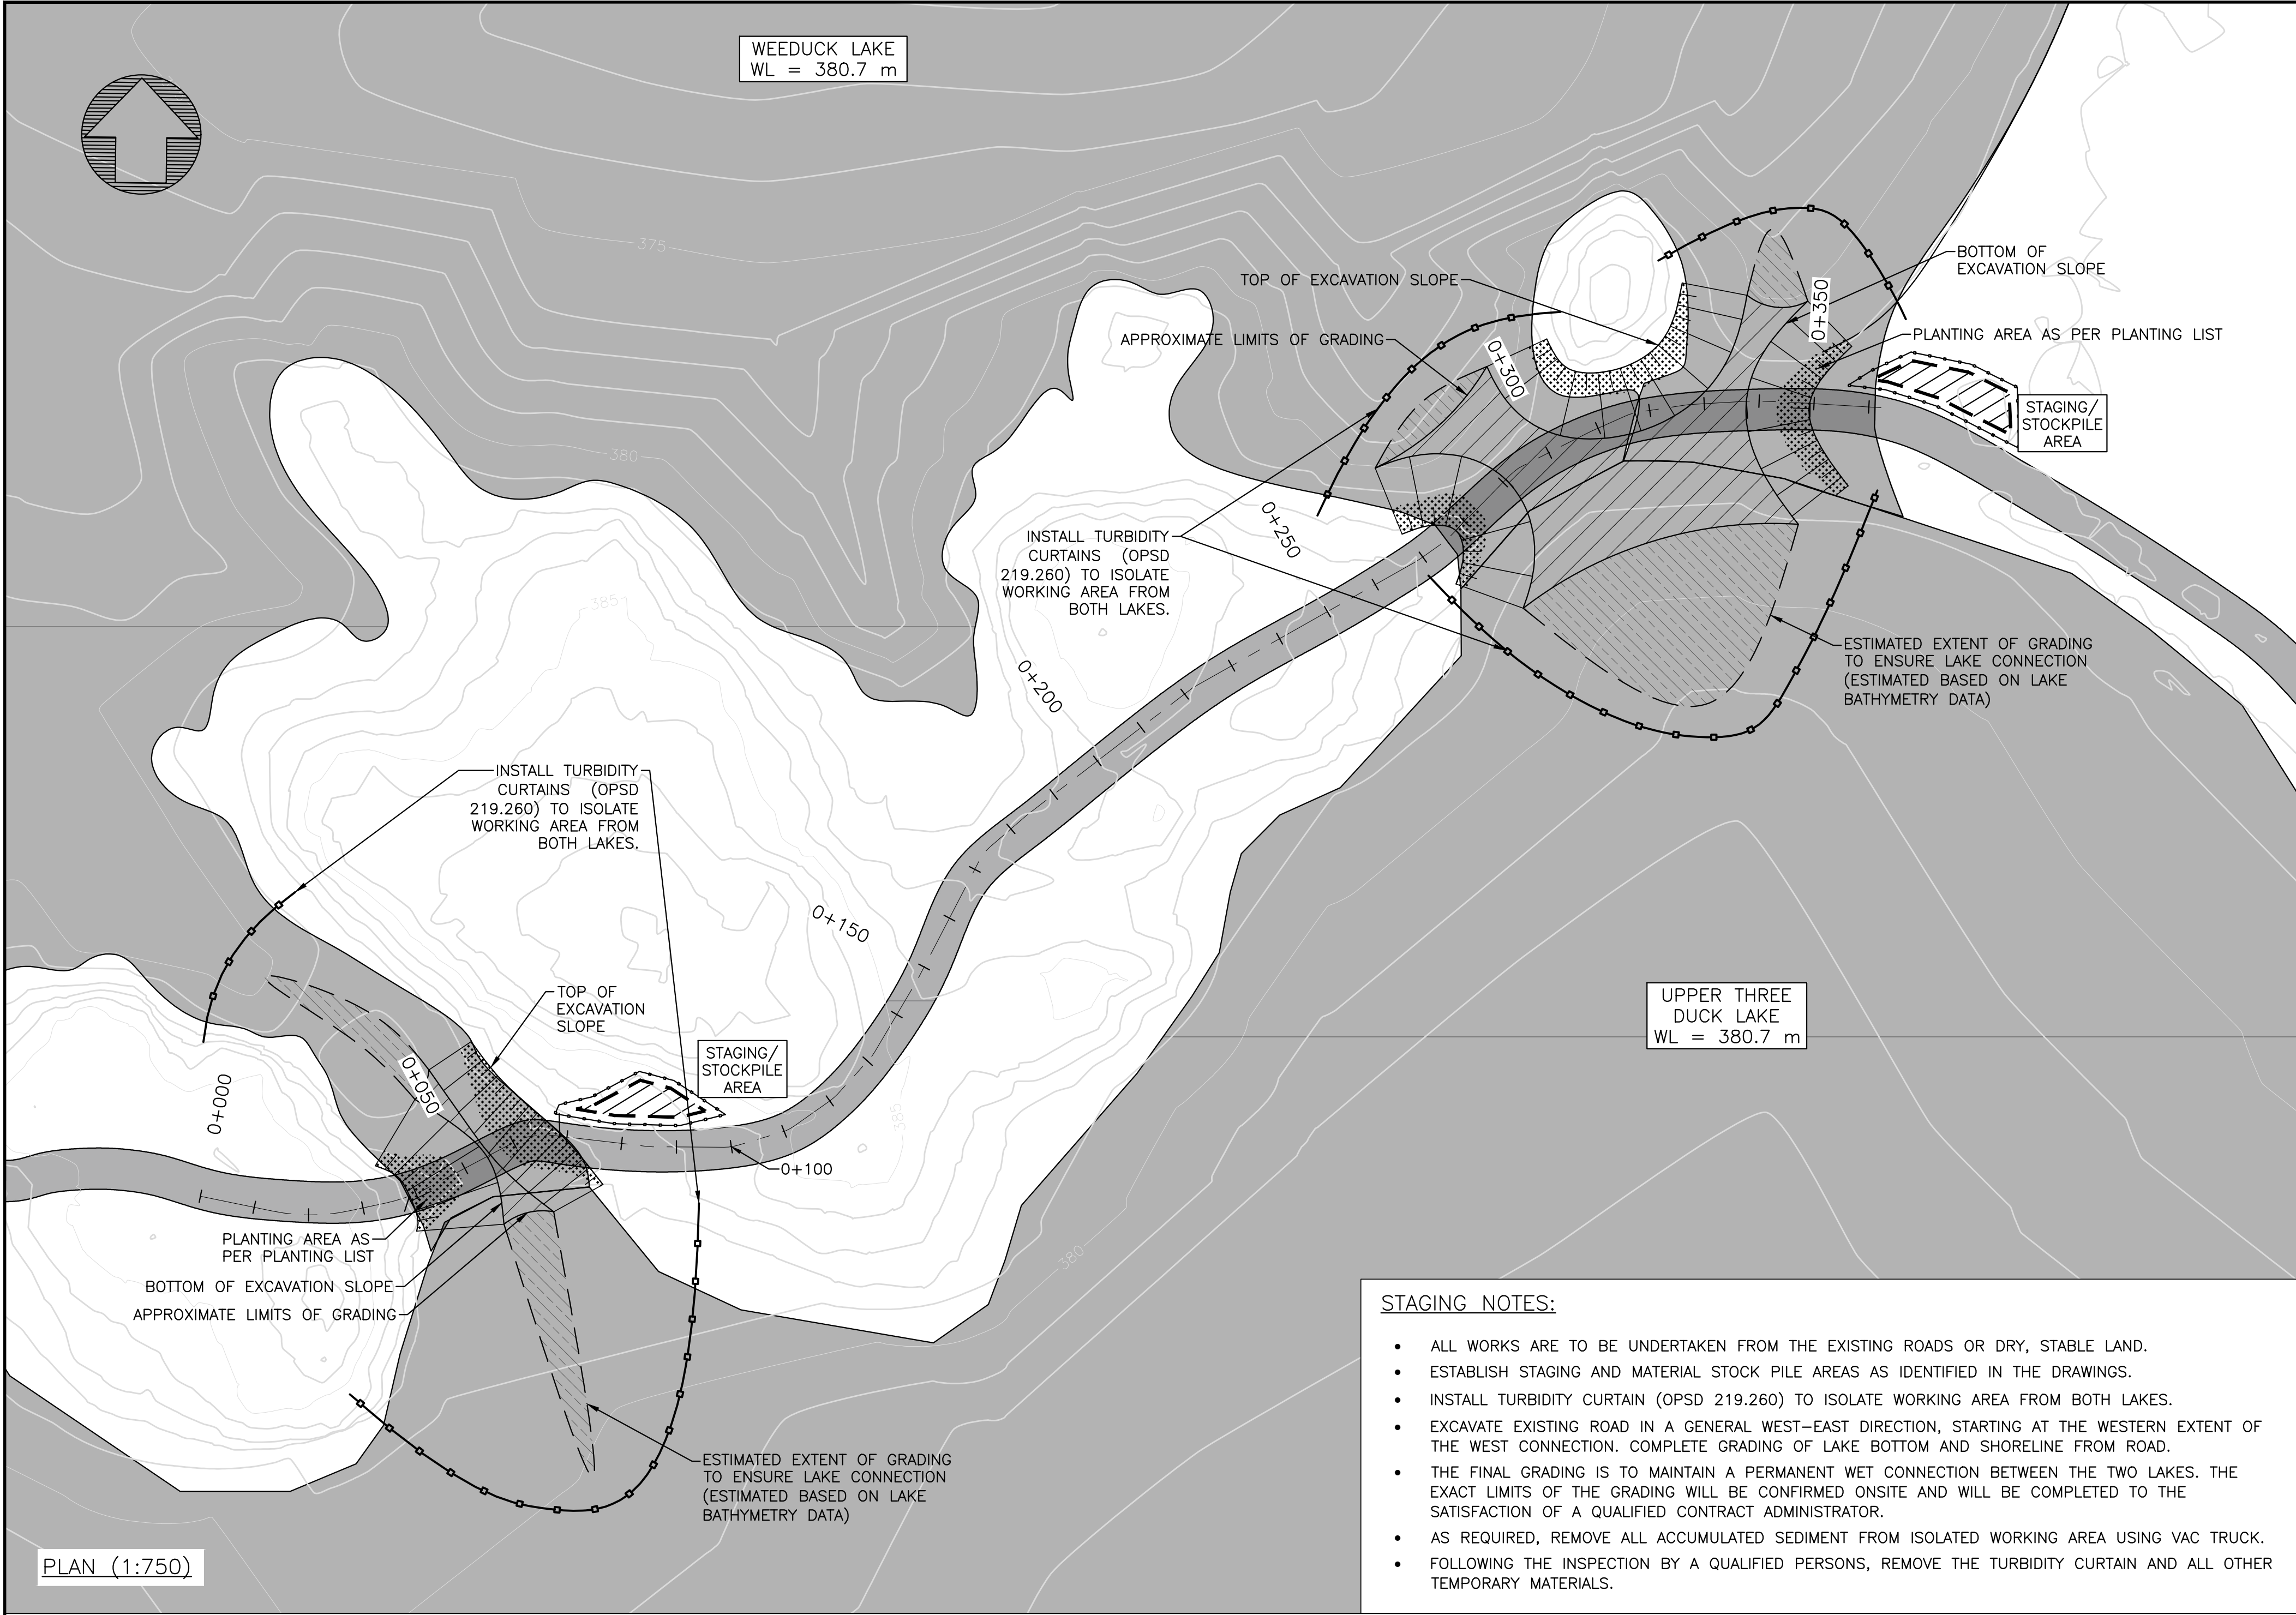 WEEDUCK LAKE
WL = 380.7 m
375
TOP OF EXCAVATION SLOPE
BOTTOM OF
EXCAVATION SLOPE
0+350
APPROXIMATE LIMITS OF GRADING
PLANTING AREA AS PER PLANTING LIST
0+300
STAGING/
STOCKPILE
AREA
380
0+250
INSTALL TURBIDITY
CURTAINS (OPSD
219.260) TO ISOLATE
WORKING AREA FROM
BOTH LAKES.
385
0+200
ESTIMATED EXTENT OF GRADING
TO ENSURE LAKE CONNECTION
(ESTIMATED BASED ON LAKE
BATHYMETRY DATA)
INSTALL TURBIDITY
CURTAINS (OPSD
219.260) TO ISOLATE
WORKING AREA FROM
BOTH LAKES.
0+150
TOP OF
EXCAVATION
SLOPE
UPPER THREE
DUCK LAKE
WL = 380.7 m
STAGING/
STOCKPILE
AREA
0+050
0+000
385
0+100
PLANTING AREA AS
PER PLANTING LIST
380
BOTTOM OF EXCAVATION SLOPE
APPROXIMATE LIMITS OF GRADING
ESTIMATED EXTENT OF GRADING
TO ENSURE LAKE CONNECTION
(ESTIMATED BASED ON LAKE
BATHYMETRY DATA)
PLAN (1:750)
STAGING NOTES:
• ALL WORKS ARE TO BE UNDERTAKEN FROM THE EXISTING ROADS OR DRY, STABLE LAND.
• ESTABLISH STAGING AND MATERIAL STOCK PILE AREAS AS IDENTIFIED IN THE DRAWINGS.
• INSTALL TURBIDITY CURTAIN (OPSD 219.260) TO ISOLATE WORKING AREA FROM BOTH LAKES.
• EXCAVATE EXISTING ROAD IN A GENERAL WEST-EAST DIRECTION, STARTING AT THE WESTERN EXTENT OF
THE WEST CONNECTION. COMPLETE GRADING OF LAKE BOTTOM AND SHORELINE FROM ROAD.
• THE FINAL GRADING IS TO MAINTAIN A PERMANENT WET CONNECTION BETWEEN THE TWO LAKES. THE
EXACT LIMITS OF THE GRADING WILL BE CONFIRMED ONSITE AND WILL BE COMPLETED TO THE
SATISFACTION OF A QUALIFIED CONTRACT ADMINISTRATOR.
• AS REQUIRED, REMOVE ALL ACCUMULATED SEDIMENT FROM ISOLATED WORKING AREA USING VAC TRUCK.
• FOLLOWING THE INSPECTION BY A QUALIFIED PERSONS, REMOVE THE TURBIDITY CURTAIN AND ALL OTHER
TEMPORARY MATERIALS.